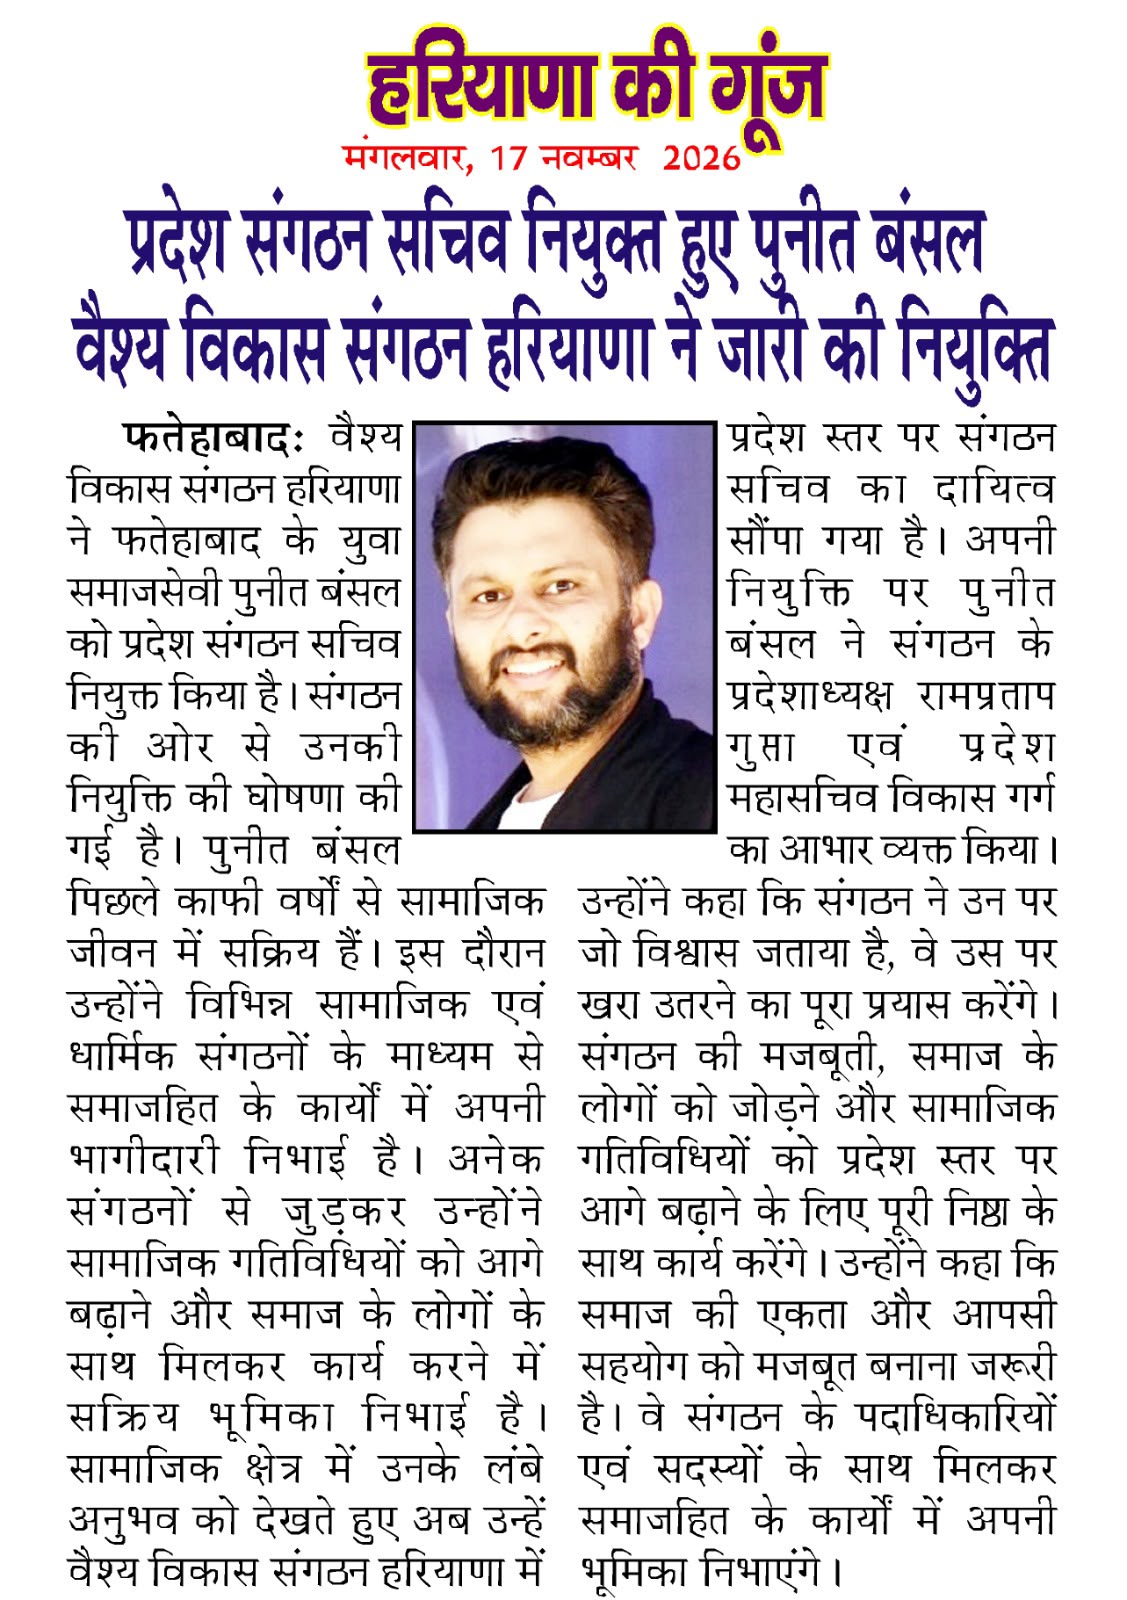 हरियाणा की गूंज
मंगलवार, 17 नवम्बर 2026
प्रदेश संगठन सचिव नियुक्त हुए पुनीत बंसल
वैश्य विकास संगठन हरियाणा ने जारी की नियुक्ति
फतेहाबाद: वैश्य
विकास संगठन हरियाणा
ने फतेहाबाद के युवा
समाजसेवी पुनीत बंसल
को प्रदेश संगठन सचिव
नियुक्त किया है। संगठन
की ओर से उनकी
नियुक्ति की घोषणा की
गई है। पुनीत बंसल
पिछले काफी वर्षों से सामाजिक
जीवन में सक्रिय हैं। इस दौरान
उन्होंने विभिन्न सामाजिक एवं
धार्मिक संगठनों के माध्यम से
समाजहित के कार्यों में अपनी
भागीदारी निभाई है। अनेक
संगठनों से जुड़कर उन्होंने
सामाजिक गतिविधियों को आगे
बढ़ाने और समाज के लोगों के
साथ मिलकर कार्य करने में
सक्रिय भूमिका निभाई है।
सामाजिक क्षेत्र में उनके लंबे
अनुभव को देखते हुए अब उन्हें
वैश्य विकास संगठन हरियाणा में
प्रदेश स्तर पर संगठन
सचिव का दायित्व
सौंपा गया है। अपनी
नियुक्ति पर पुनीत
बंसल ने संगठन के
प्रदेशाध्यक्ष रामप्रताप
गुप्ता एवं प्रदेश
महासचिव विकास गर्ग
का आभार व्यक्त किया।
उन्होंने कहा कि संगठन ने उन पर
जो विश्वास जताया है, वे उस पर
खरा उतरने का पूरा प्रयास करेंगे।
संगठन की मजबूती, समाज के
लोगों को जोड़ने और सामाजिक
गतिविधियों को प्रदेश स्तर पर
आगे बढ़ाने के लिए पूरी निष्ठा के
साथ कार्य करेंगे। उन्होंने कहा कि
समाज की एकता और आपसी
सहयोग को मजबूत बनाना जरूरी
है। वे संगठन के पदाधिकारियों
एवं सदस्यों के साथ मिलकर
समाजहित के कार्यों में अपनी
भूमिका निभाएंगे।